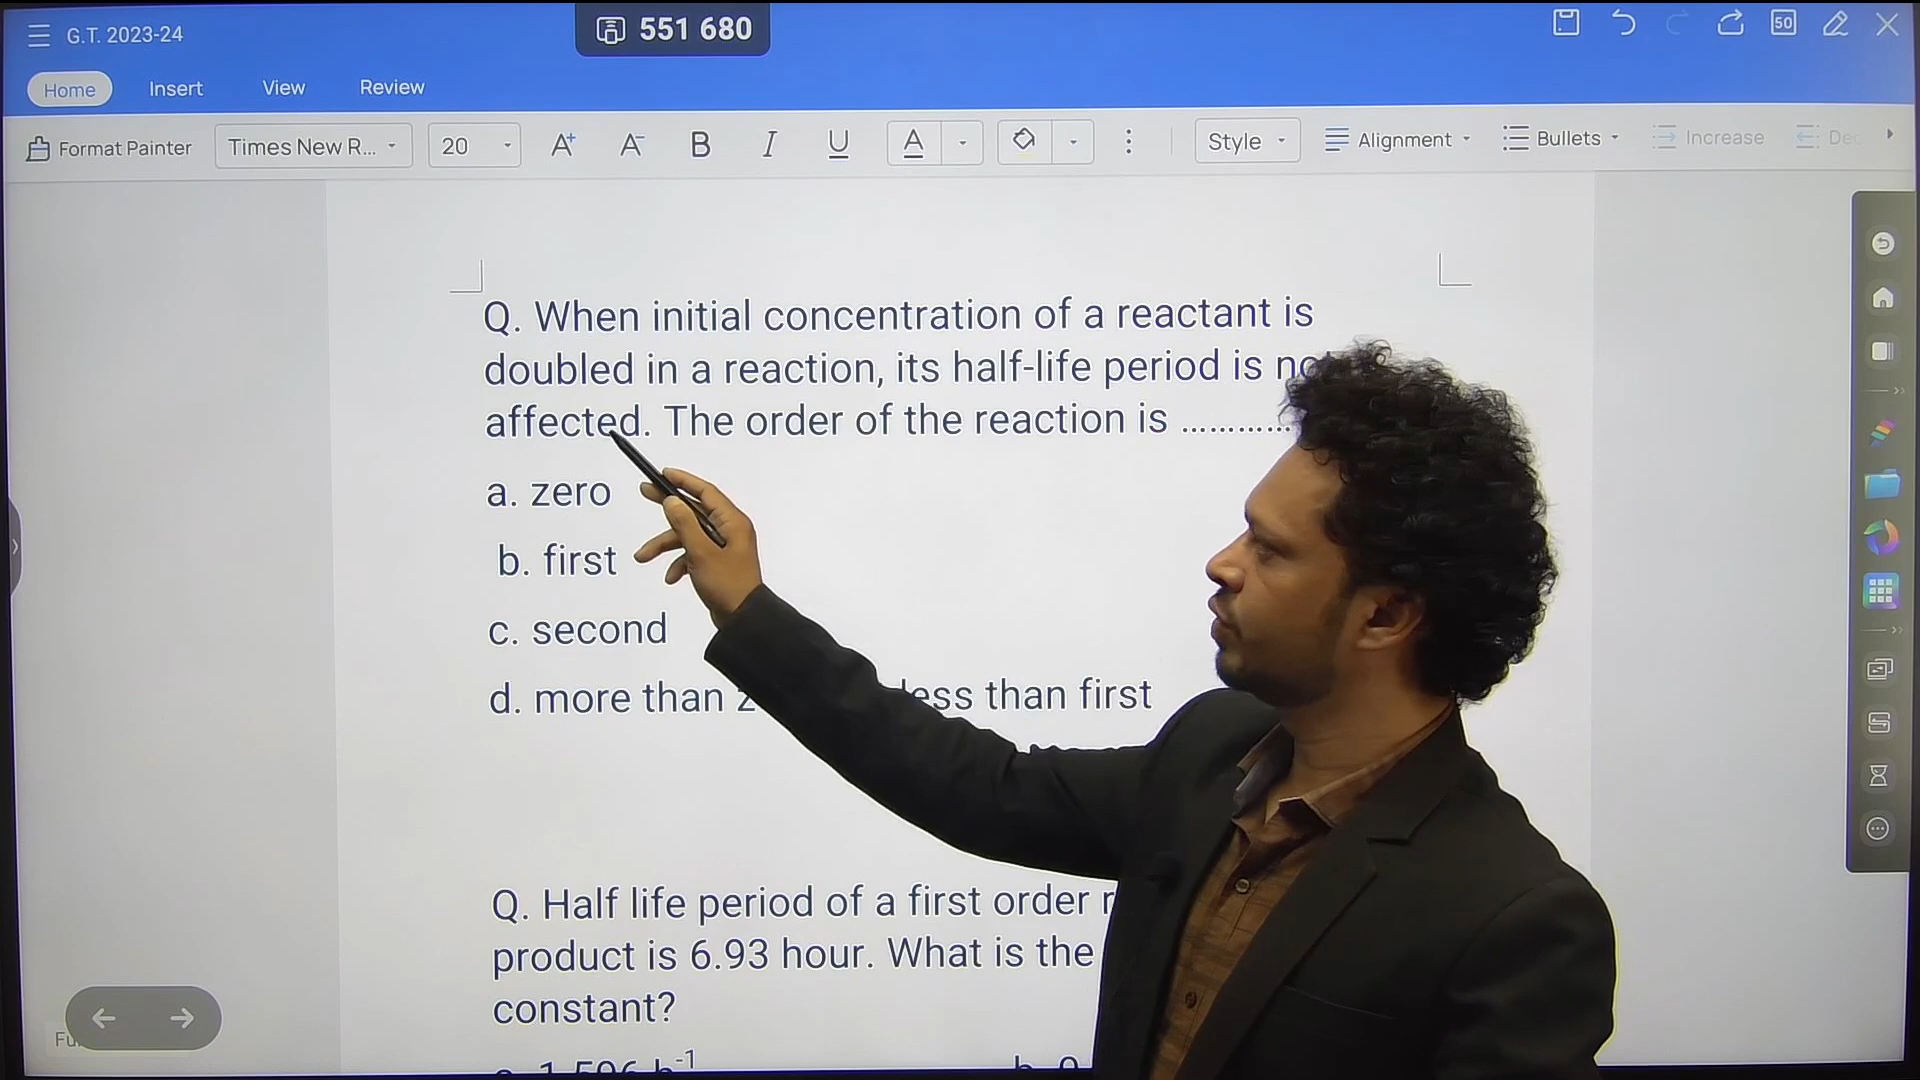 G.T. 2023-24
551 680
50
Home Insert View Review
Format Painter Times New R... 20 A+ A- B I U A Style Alignment Bullets Increase
Q. When initial concentration of a reactant is
doubled in a reaction, its half-life period is
affected. The order of the reaction is ............
a. zero
b. first
c. second
d. more than less than first
Q. Half life period of a first order
product is 6.93 hour. What is the
constant?